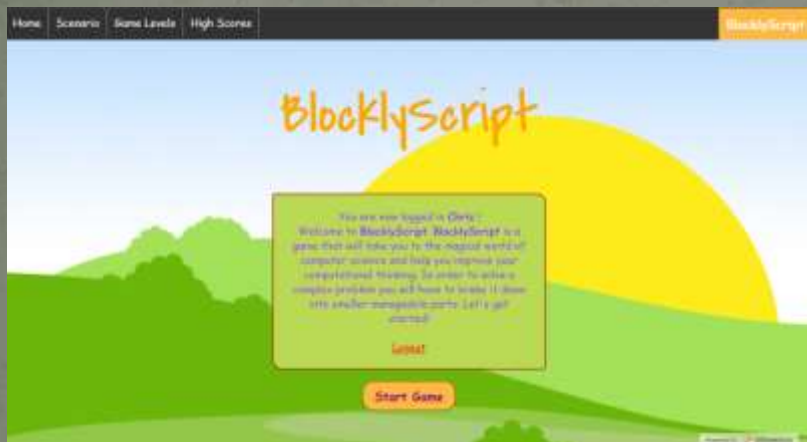 Home Scenario Game Levels High Scores BlocklyScript
BlocklyScript
You are now logged in Chris !
Welcome to BlocklyScript. BlocklyScript is a
game that will take you to the magical world of
computer science and help you improve your
computational thinking. In order to solve a
complex problem you will have to brake it down
into smaller manageable parts. Let's get
started!
Logout
Start Game